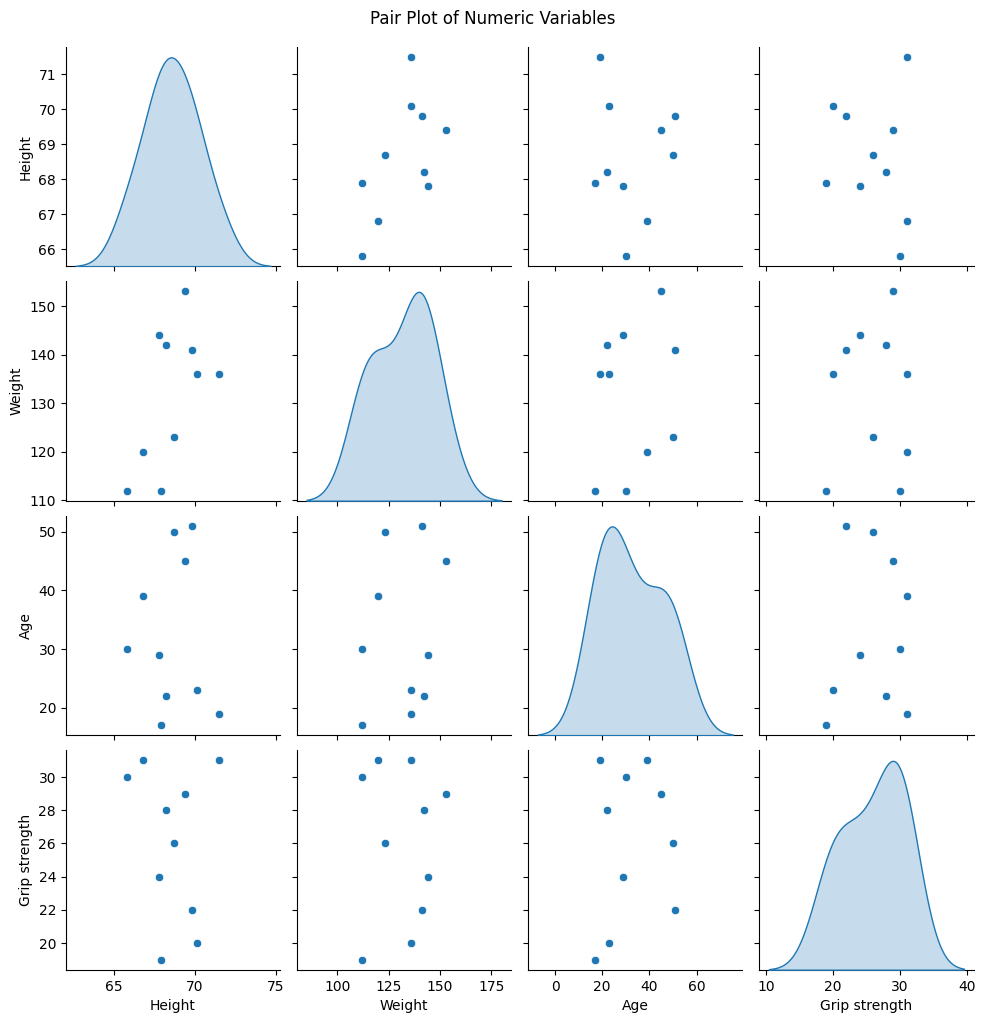 Pair Plot of Numeric Variables
71
70
69
68
67
66
Height
150
140
130
120
110
Weight
50
40
30
20
Age
30
28
26
24
22
20
Grip strength
65 70 75
Height
100 125 150 175
Weight
0 20 40 60
Age
10 20 30 40
Grip strength